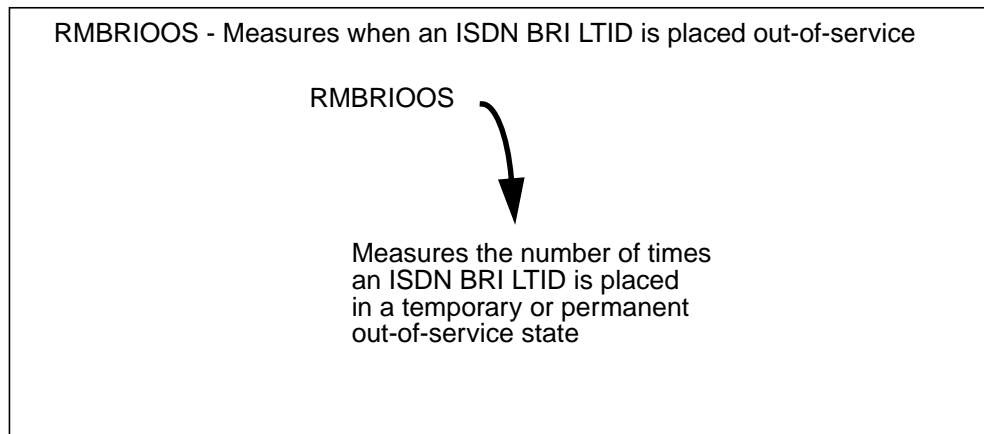 RMBRIOOS - Measures when an ISDN BRI LTID is placed out-of-service
RMBRIOOS
Measures the number of times
an ISDN BRI LTID is placed
in a temporary or permanent
out-of-service state